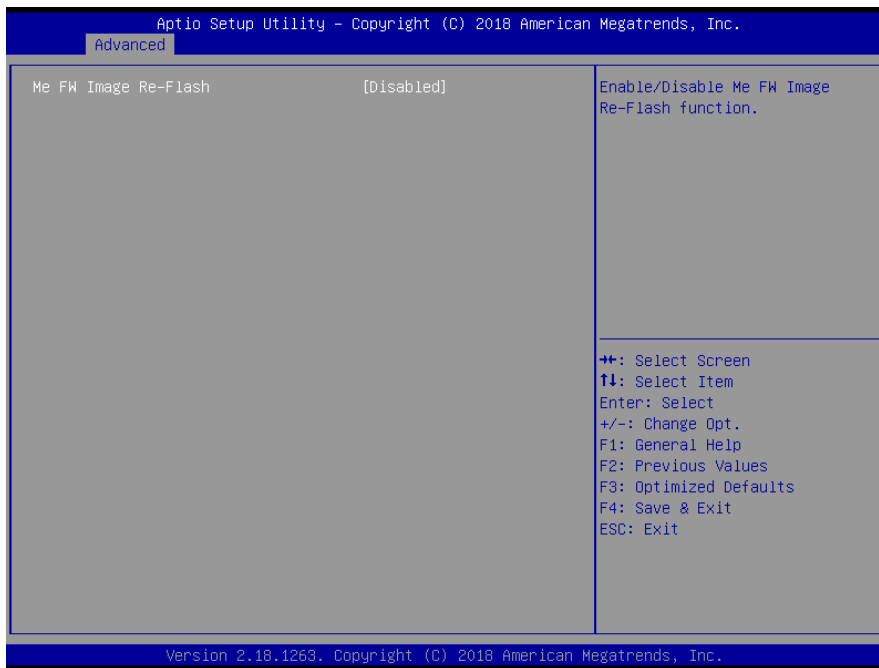 Aptio Setup Utility – Copyright (C) 2018 American Megatrends, Inc.
Advanced
Me FW Image Re-Flash [Disabled]
Enable/Disable Me FW Image
Re-Flash function.
→←: Select Screen
↑↓: Select Item
Enter: Select
+/-: Change Opt.
F1: General Help
F2: Previous Values
F3: Optimized Defaults
F4: Save & Exit
ESC: Exit
Version 2.18.1263. Copyright (C) 2018 American Megatrends, Inc.